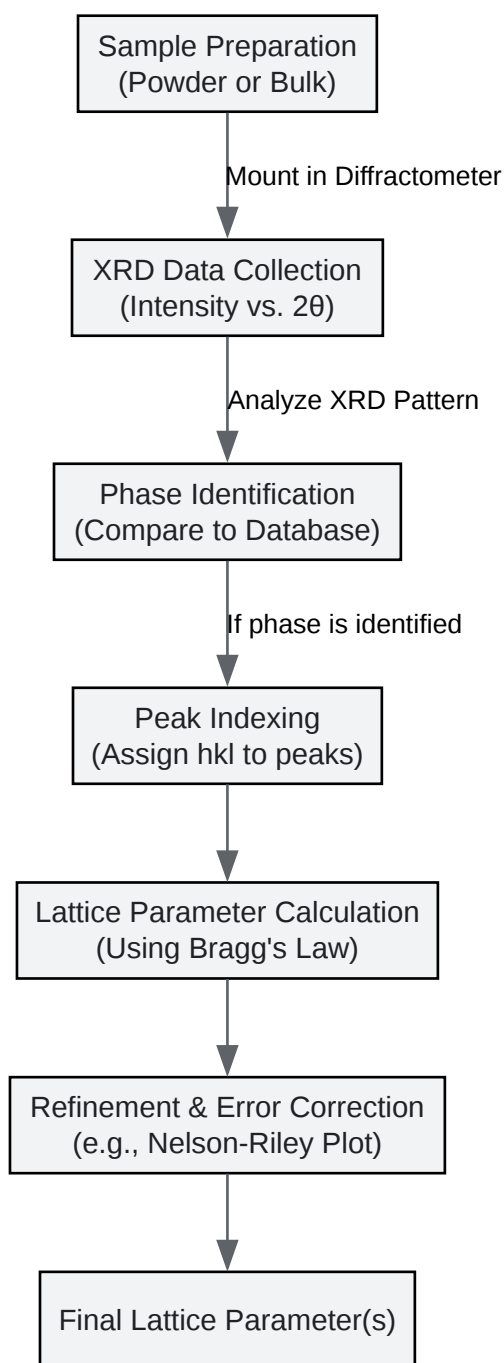 Sample Preparation
(Powder or Bulk)
Mount in Diffractometer
XRD Data Collection
(Intensity vs. 2θ)
Analyze XRD Pattern
Phase Identification
(Compare to Database)
If phase is identified
Peak Indexing
(Assign hkl to peaks)
Lattice Parameter Calculation
(Using Bragg's Law)
Refinement & Error Correction
(e.g., Nelson-Riley Plot)
Final Lattice Parameter(s)